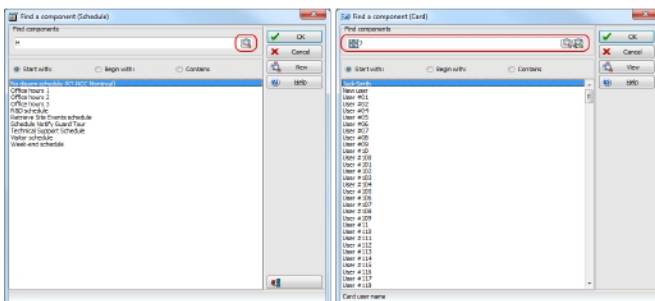 Find a component (Schedule)
Find components
H
OK
Cancel
View
Help
Start with:
Begin with:
Contains
Office hours 1
Office hours 2
Office hours 3
R&D schedule
Retrieve Site Events schedule
Schedule Notify Guard Tour
Technical Support Schedule
Visitor schedule
Week-end schedule
Find a component (Card)
Find components
J
OK
Cancel
View
Help
Start with:
Begin with:
Contains
Jack Smith
New user
User #01
User #02
User #04
User #05
User #06
User #07
User #08
User #09
User #10
User #100
User #101
User #102
User #103
User #104
User #105
User #106
User #107
User #108
User #109
User #11
User #110
User #111
User #112
User #113
User #114
User #115
User #116
User #117
User #118
Card user name